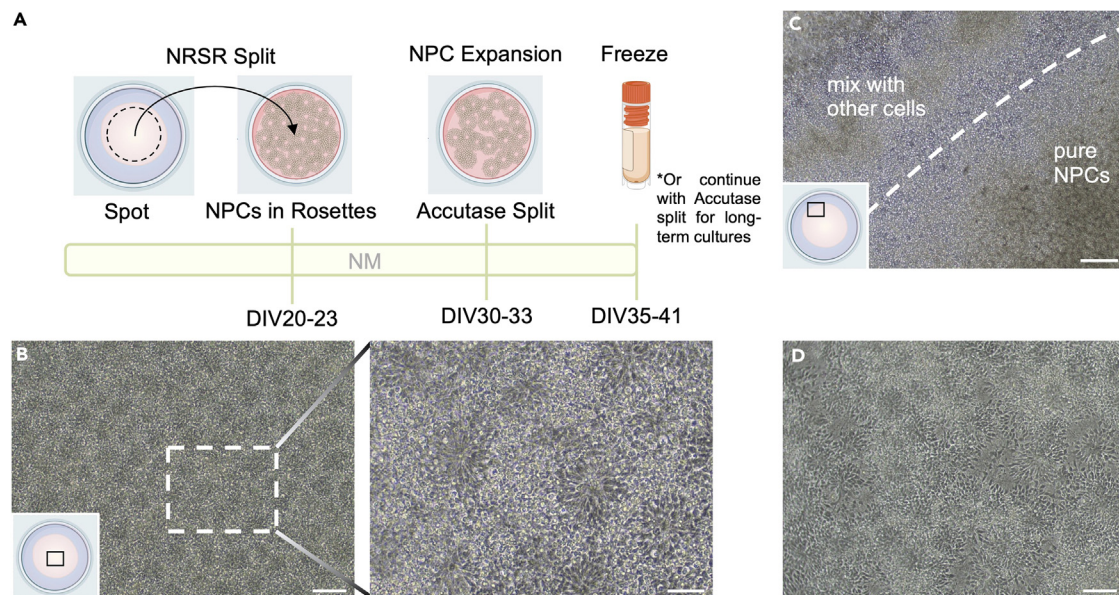 A
NRSR Split
NPC Expansion
Freeze
Spot
NPCs in Rosettes
Accutase Split
*Or continue
with Accutase
split for long-
term cultures
NM
DIV20-23
DIV30-33
DIV35-41
B
C
mix with
other cells
pure
NPCs
D